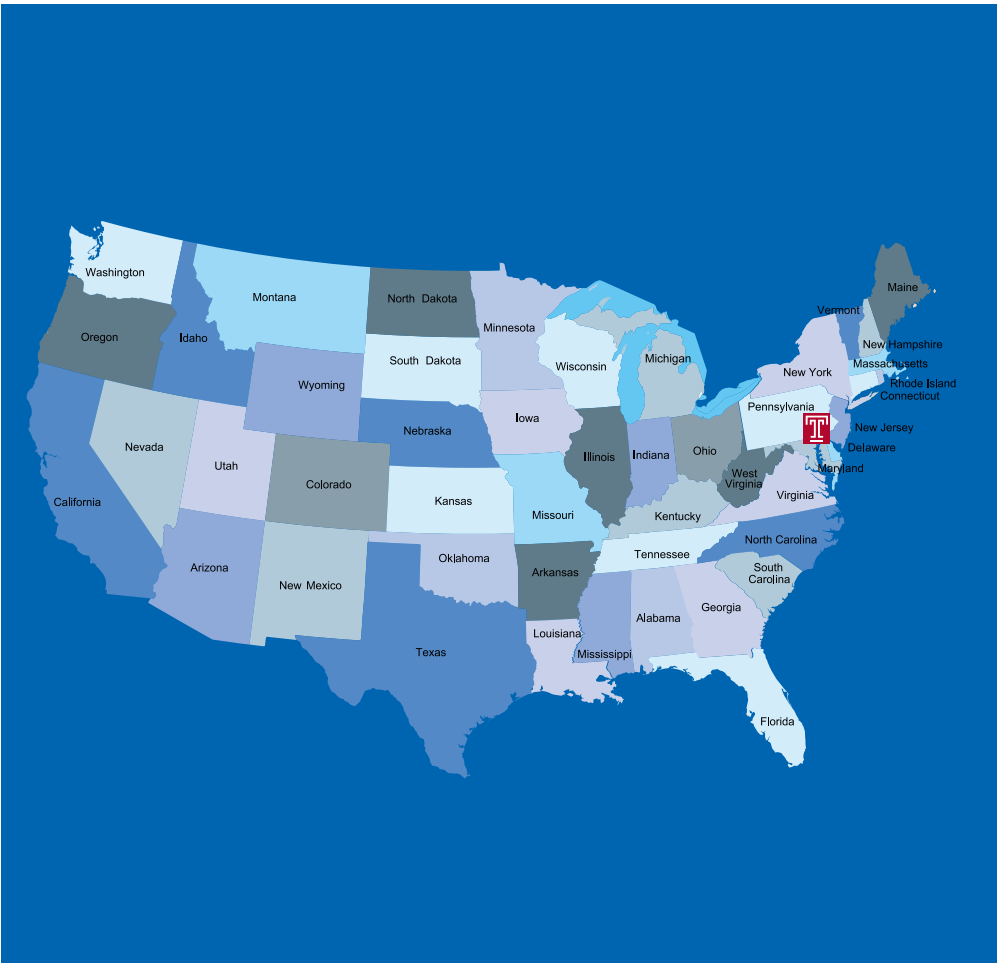 Washington
Montana
North Dakota
Minnesota
Maine
Vermont
Oregon
Idaho
New Hampshire
South Dakota
Wisconsin
Michigan
Massachusetts
New York
Wyoming
Rhode Island
Connecticut
Pennsylvania
Iowa
Nebraska
New Jersey
T
Nevada
Utah
Illinois
Indiana
Ohio
Delaware
Maryland
West
Virginia
Colorado
Virginia
California
Kansas
Missouri
Kentucky
North Carolina
Tennessee
Oklahoma
Arizona
New Mexico
Arkansas
South
Carolina
Georgia
Alabama
Louisiana
Texas
Mississippi
Florida